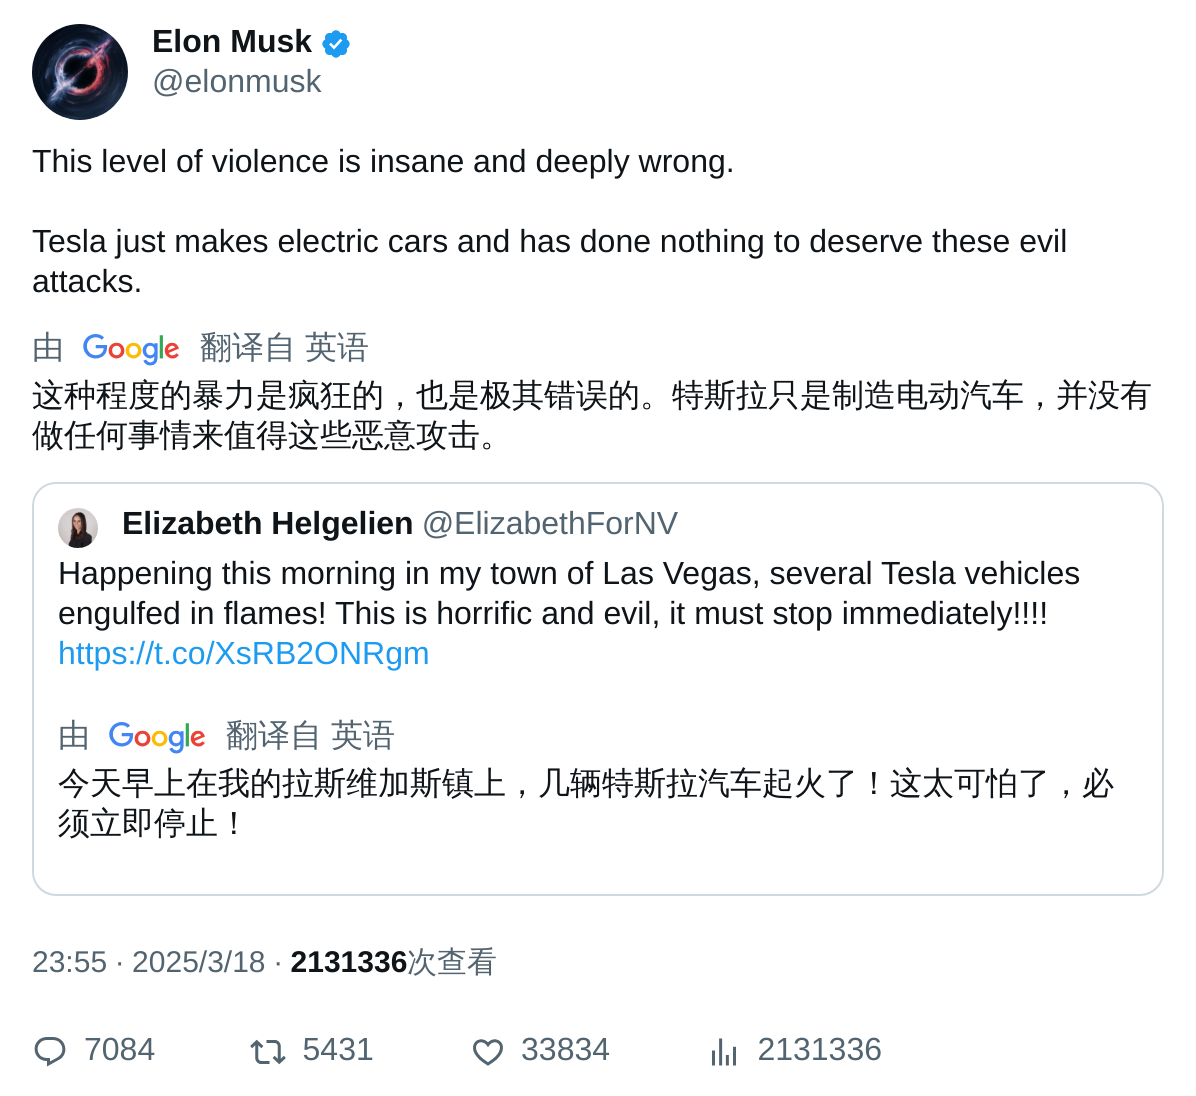 Elon Musk
@elonmusk
This level of violence is insane and deeply wrong.
Tesla just makes electric cars and has done nothing to deserve these evil
attacks.
由 Google 翻译自 英语
这种程度的暴力是疯狂的，也是极其错误的。特斯拉只是制造电动汽车，并没有
做任何事情来值得这些恶意攻击。
Elizabeth Helgelien @ElizabethForNV
Happening this morning in my town of Las Vegas, several Tesla vehicles
engulfed in flames! This is horrific and evil, it must stop immediately!!!!
https://t.co/XsRB2ONRgm
由 Google 翻译自 英语
今天早上在我的拉斯维加斯镇上，几辆特斯拉汽车起火了！这太可怕了，必
须立即停止！
23:55 · 2025/3/18 · 2131336次查看
7084 5431 33834 2131336